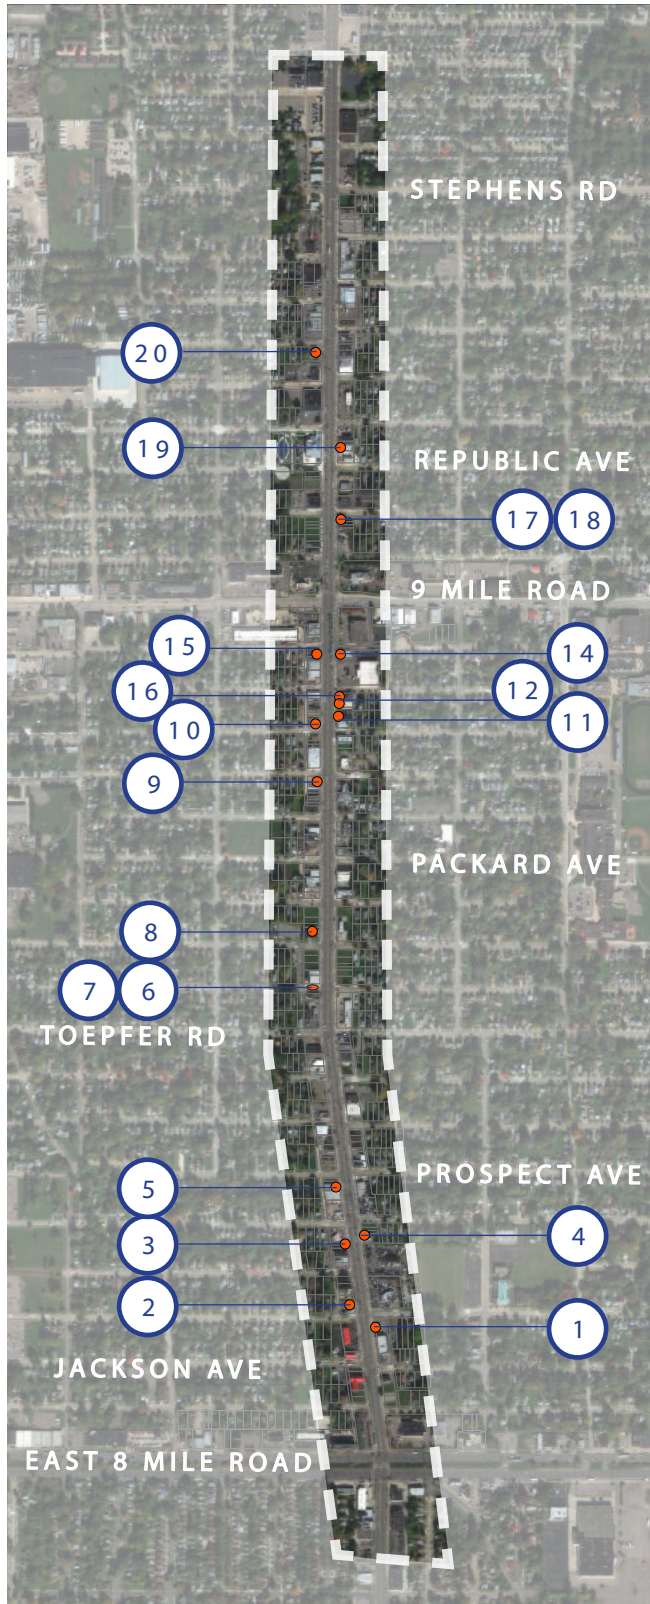 STEPHENS RD
20
19
REPUBLIC AVE
17 18
9 MILE ROAD
15
14
16
12
10
11
9
PACKARD AVE
8
7 6
TOEPFER RD
PROSPECT AVE
5
4
3
2
1
JACKSON AVE
EAST 8 MILE ROAD